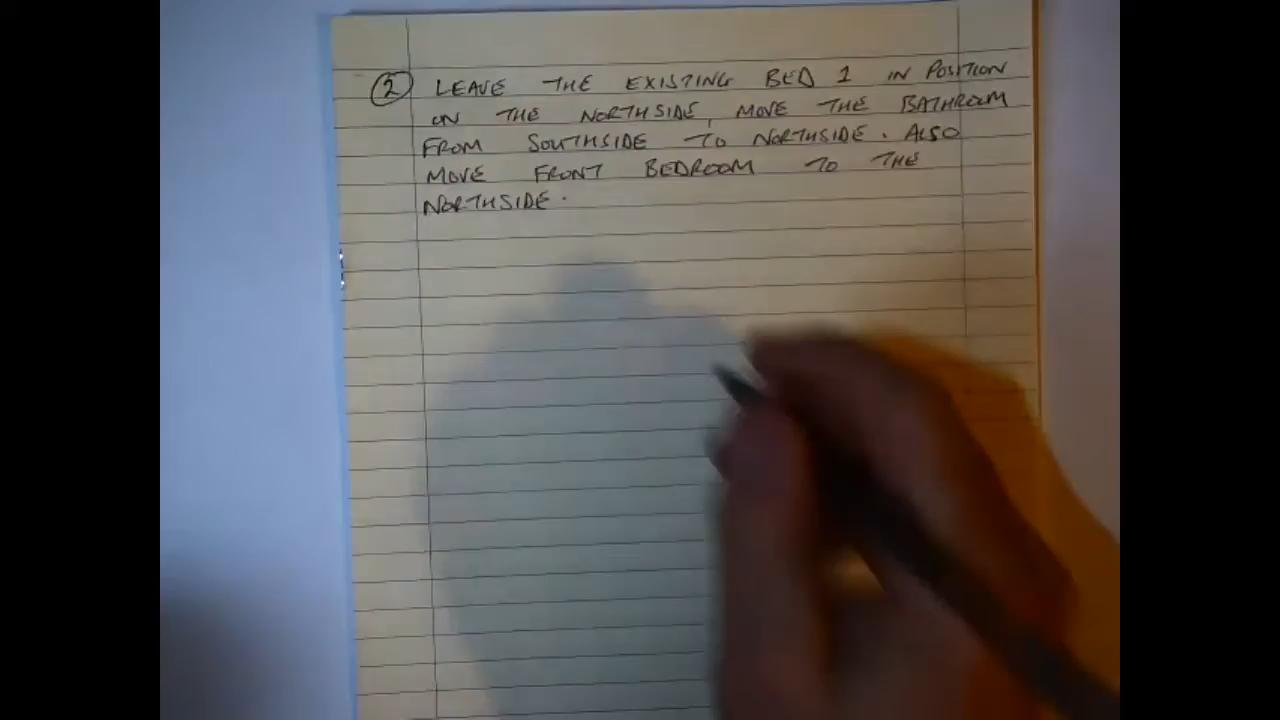 ② LEAVE THE EXISTING BED 1 IN POSITION
ON THE NORTHSIDE, MOVE THE BATHROOM
FROM SOUTHSIDE TO NORTHSIDE. ALSO
MOVE FRONT BEDROOM TO THE
NORTHSIDE.